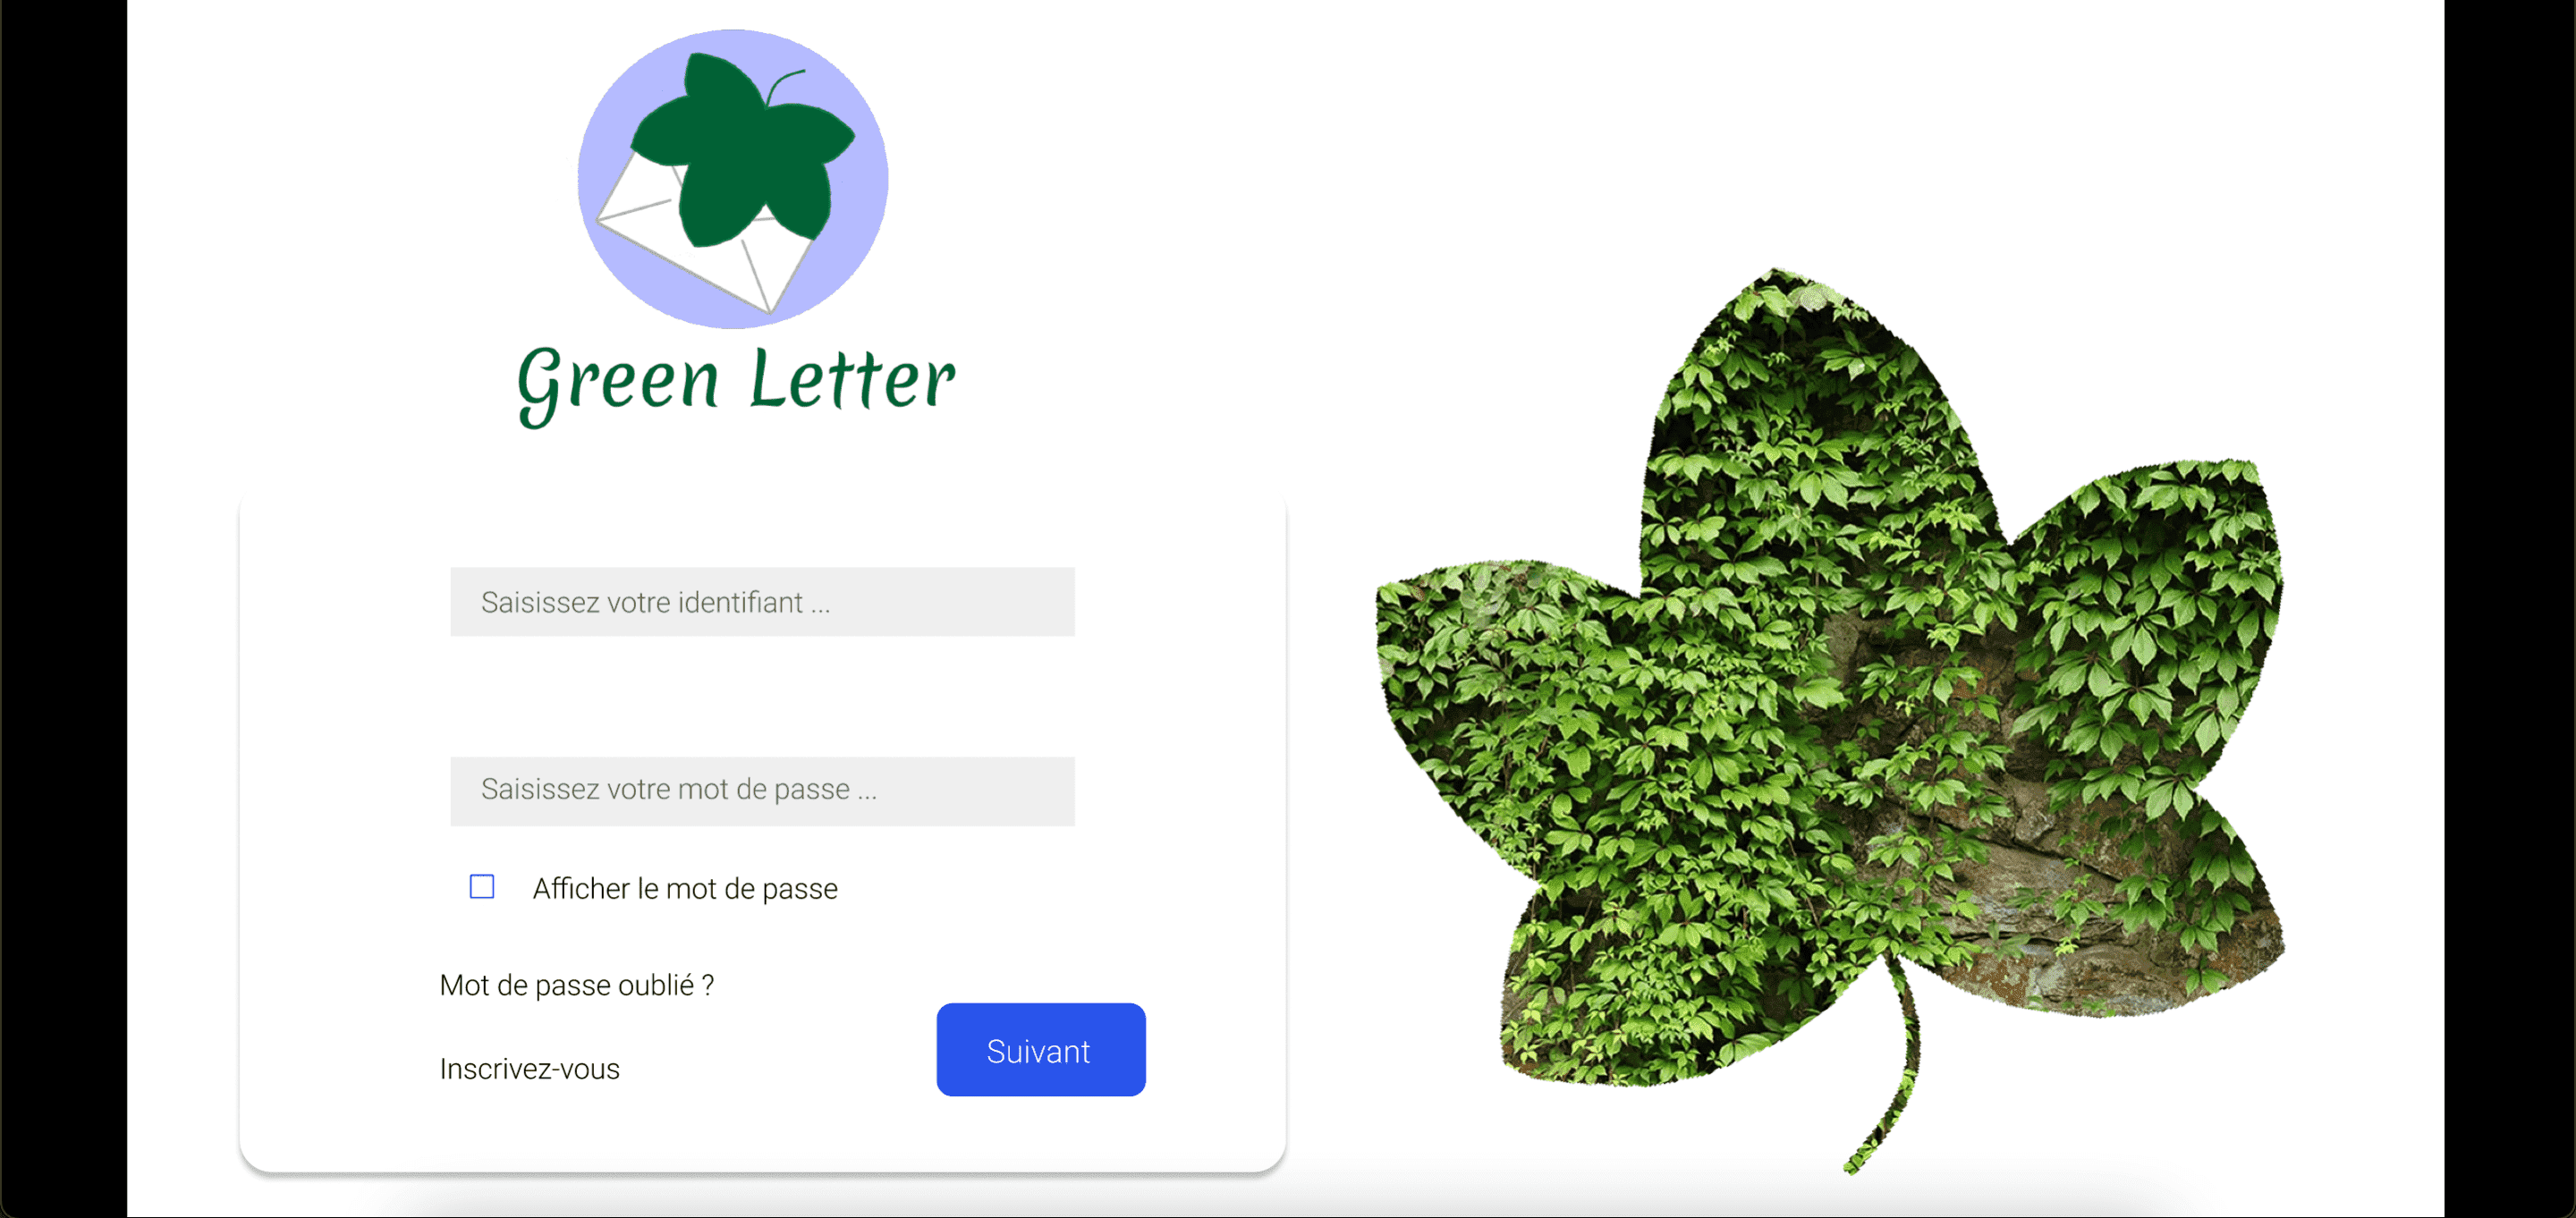 Green Letter
Saisissez votre identifiant ...
Saisissez votre mot de passe ...
Afficher le mot de passe
Mot de passe oublié ?
Inscrivez-vous
Suivant